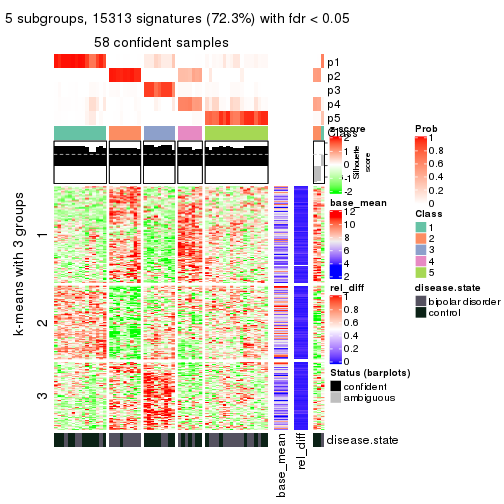 5 subgroups, 15313 signatures (72.3%) with fdr < 0.05
58 confident samples
p1
p2
p3
p4
p5
Class
k-means with 3 groups
1
2
3
base_mean
rel_diff
disease.state
z-score
2
1
0
-1
-2
Silhouette
score
base_mean
12
10
8
6
4
2
rel_diff
1
0.8
0.6
0.4
0.2
0
Status (barplots)
confident
ambiguous
Prob
1
0.8
0.6
0.4
0.2
0
Class
1
2
3
4
5
disease.state
bipolar disorder
control